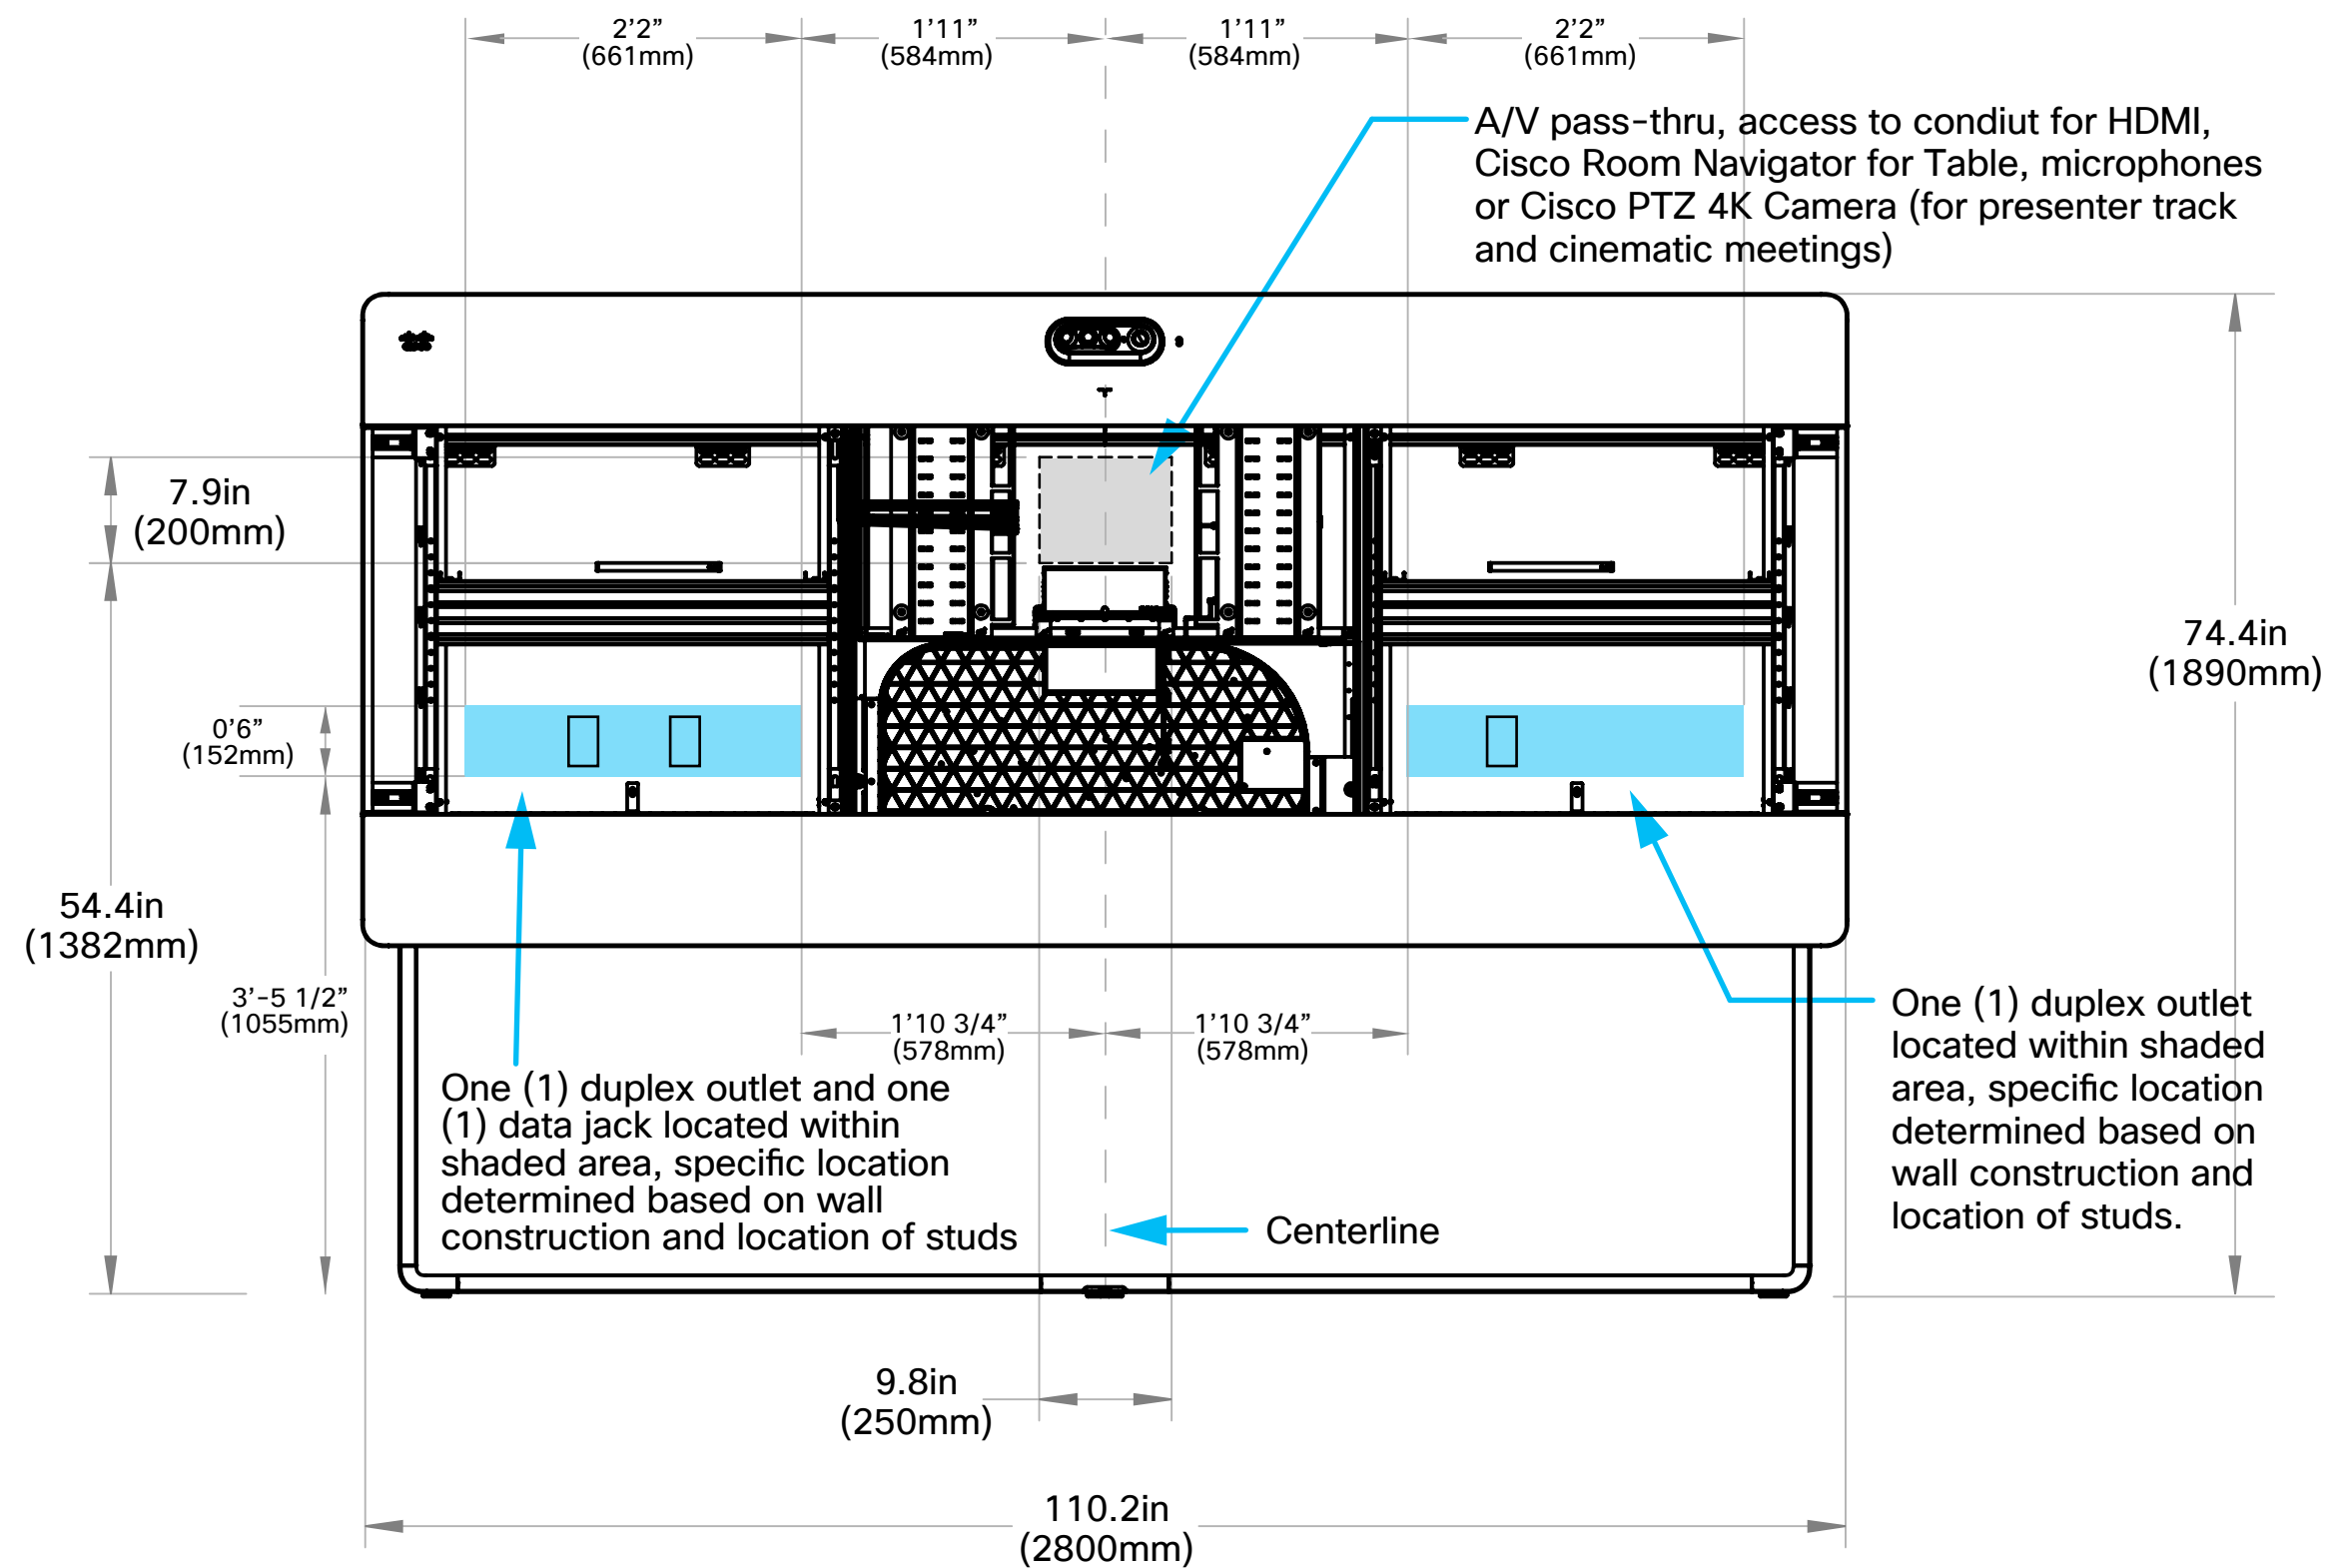 2’2”
(661mm)
1’11”
(584mm)
1’11”
(584mm)
2’2”
(661mm)
A/V pass-thru, access to condiut for HDMI,
Cisco Room Navigator for Table, microphones
or Cisco PTZ 4K Camera (for presenter track
and cinematic meetings)
7.9in
(200mm)
74.4in
(1890mm)
0’6”
(152mm)
54.4in
(1382mm)
3’-5 1/2”
(1055mm)
1’10 3/4”
(578mm)
1’10 3/4”
(578mm)
One (1) duplex outlet
located within shaded
area, specific location
determined based on
wall construction and
location of studs.
One (1) duplex outlet and one
(1) data jack located within
shaded area, specific location
determined based on wall
construction and location of studs
Centerline
9.8in
(250mm)
110.2in
(2800mm)